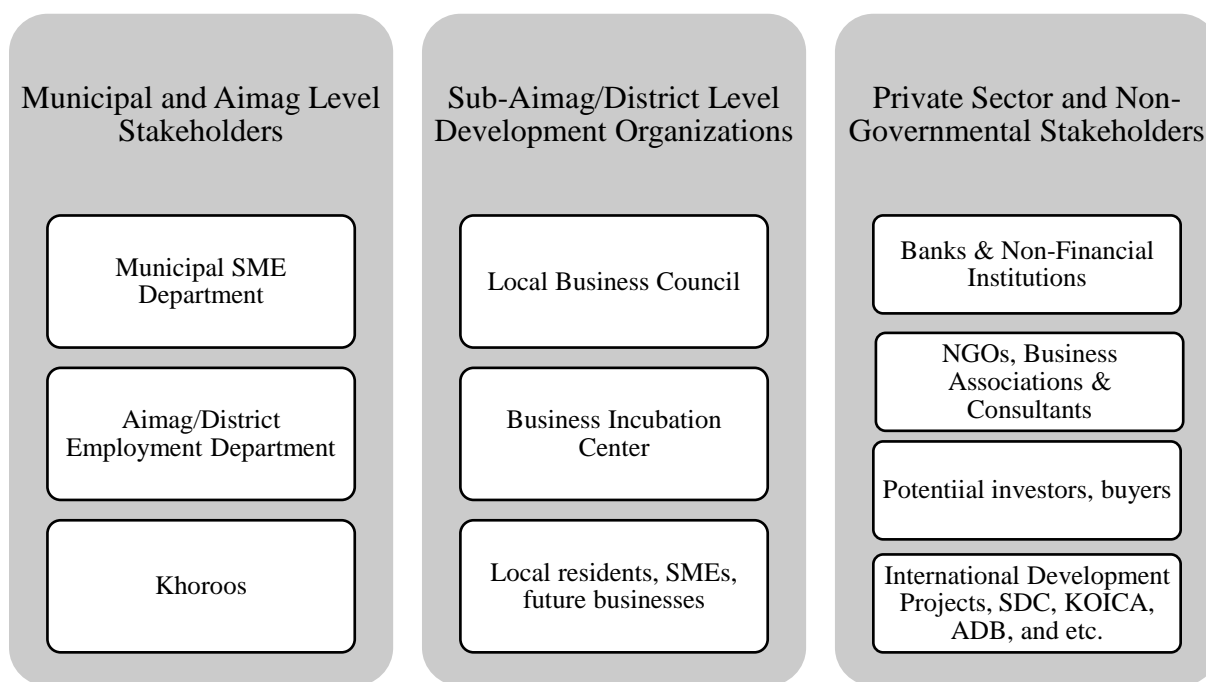 Municipal and Aimag Level
Stakeholders
Municipal SME
Department
Aimag/District
Employment Department
Khoroos
Sub-Aimag/District Level
Development Organizations
Local Business Council
Business Incubation
Center
Local residents, SMEs,
future businesses
Private Sector and Non-
Governmental Stakeholders
Banks & Non-Financial
Institutions
NGOs, Business
Associations &
Consultants
Potentiial investors, buyers
International Development
Projects, SDC, KOICA,
ADB, and etc.